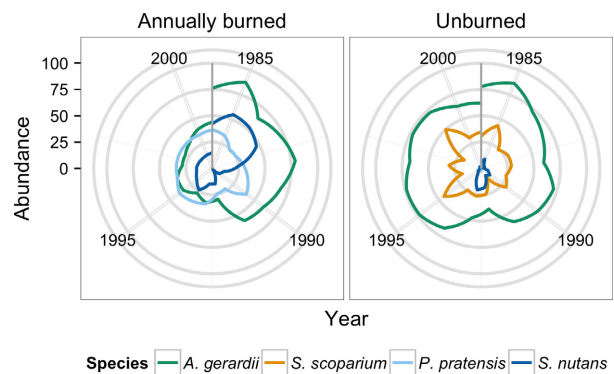 Annually burned
Unburned
Abundance
100
75
50
25
0
2000
1985
1990
1995
2000
1985
1990
1995
Year
Species A. gerardii S. scoparium P. pratensis S. nutans